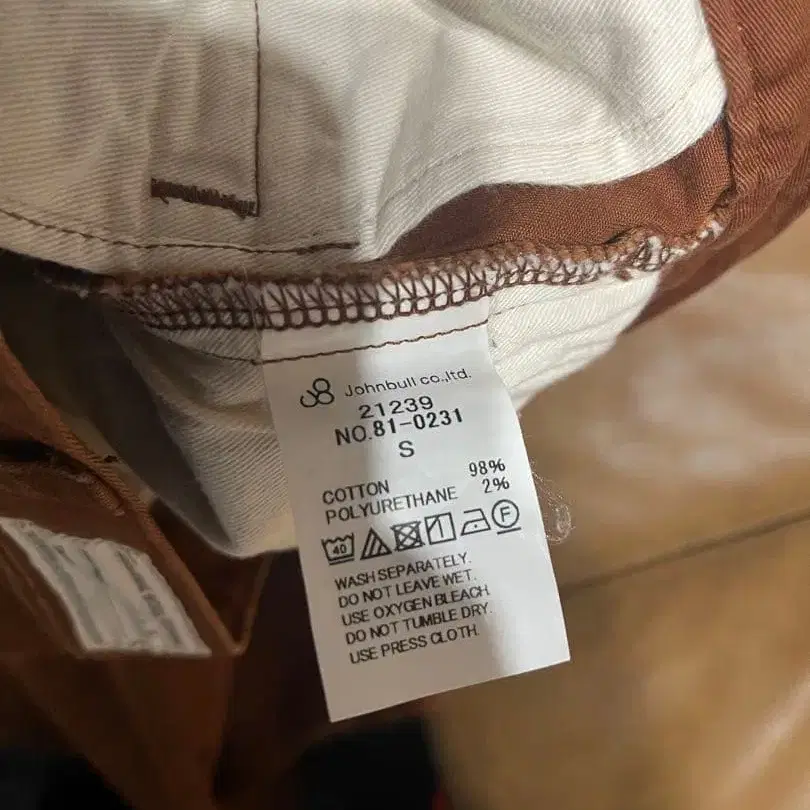 Johnbull co.,ltd.
21239
NO.81-0231
S
COTTON 98%
POLYURETHANE 2%
40 F
WASH SEPARATELY.
DO NOT LEAVE WET.
USE OXYGEN BLEACH.
DO NOT TUMBLE DRY.
USE PRESS CLOTH.